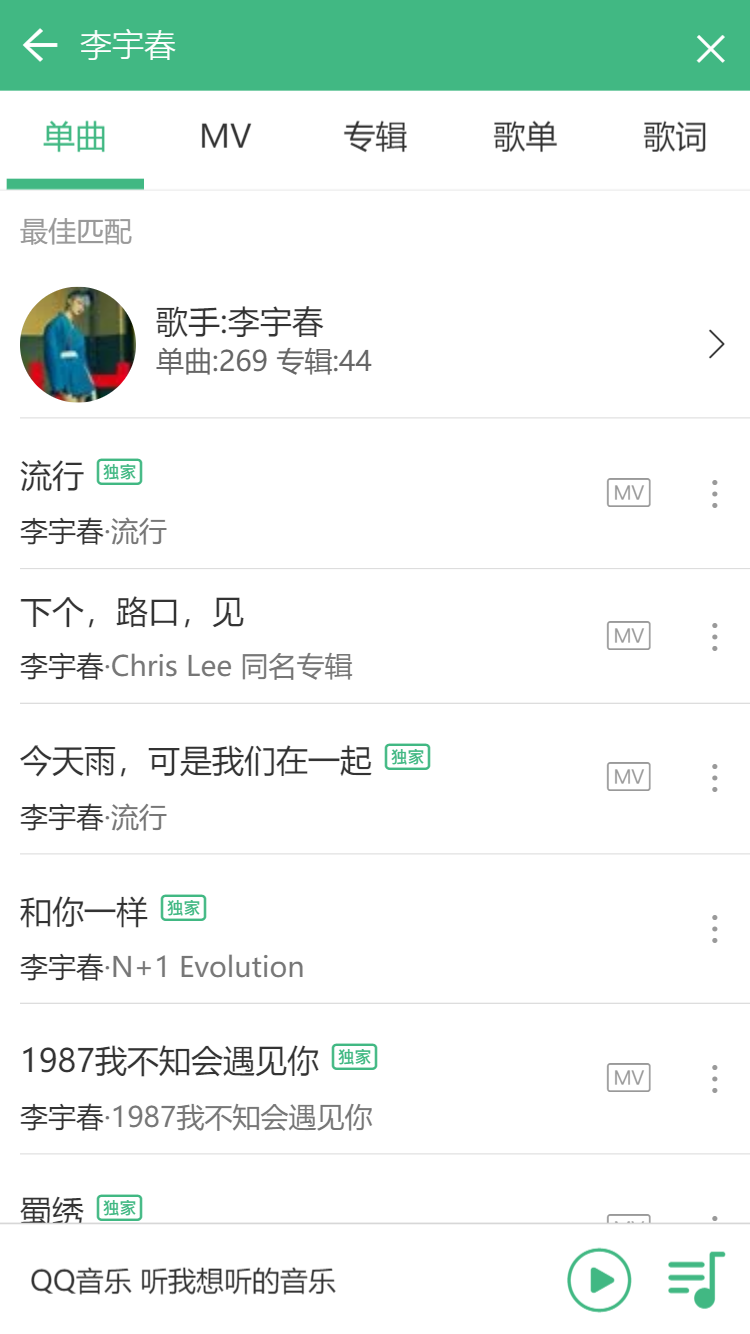 李宇春
单曲 MV 专辑 歌单 歌词
最佳匹配
歌手:李宇春
单曲:269 专辑:44
流行 独家
MV
李宇春·流行
下个，路口，见
MV
李宇春·Chris Lee 同名专辑
今天雨，可是我们在一起 独家
MV
李宇春·流行
和你一样 独家
李宇春·N+1 Evolution
1987我不知会遇见你 独家
MV
李宇春·1987我不知会遇见你
蜀绣 独家
QQ音乐 听我想听的音乐